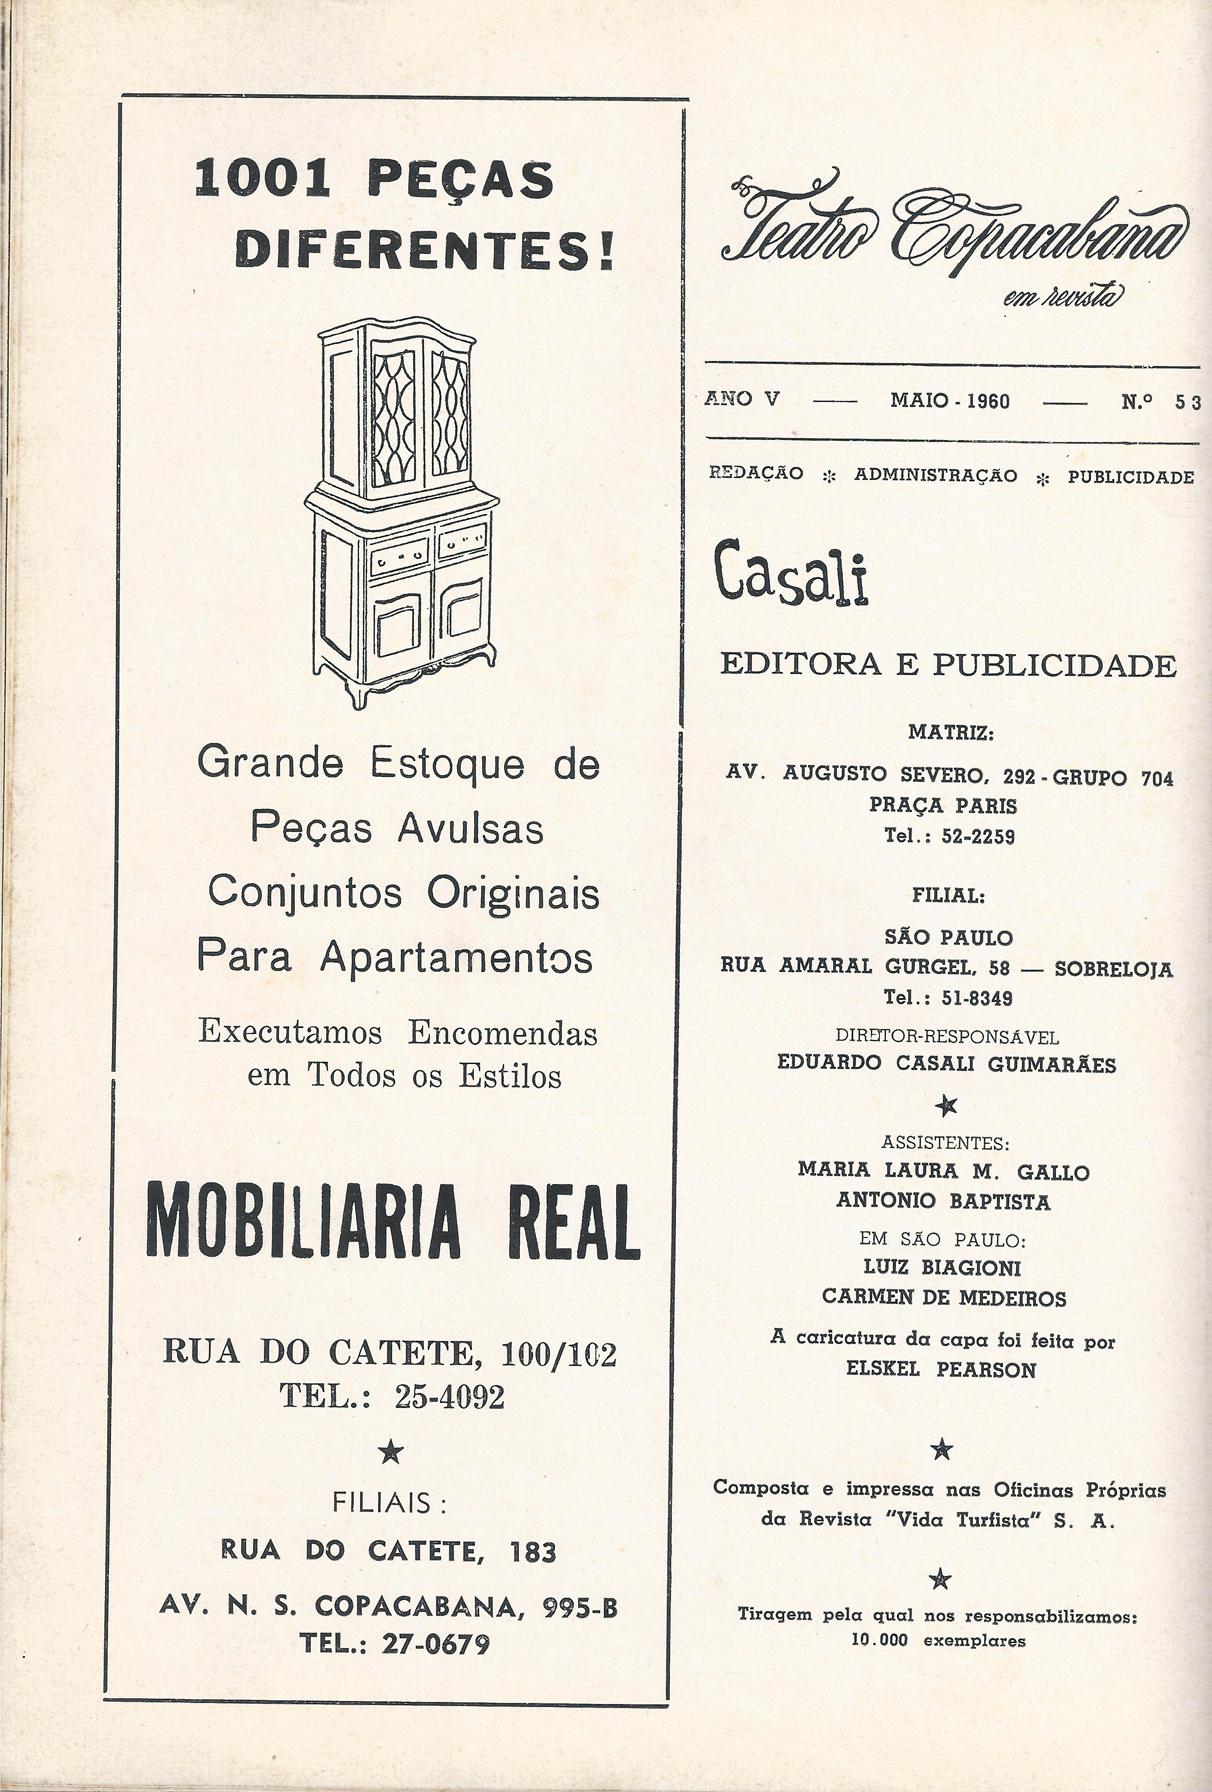 1001 PEÇAS
DIFERENTES!
Grande Estoque de
Peças Avulsas
Conjuntos Originais
Para Apartamentos
Executamos Encomendas
em Todos os Estilos
MOBILIARIA REAL
RUA DO CATETE, 100/102
TEL.: 25-4092
FILIAIS:
RUA DO CATETE, 183
AV. N. S. COPACABANA, 995-B
TEL.: 27-0679
Teatro Copacabana
em revista
ANO V — MAIO - 1960 — N.º 53
REDAÇÃO * ADMINISTRAÇÃO * PUBLICIDADE
Casali
EDITORA E PUBLICIDADE
MATRIZ:
AV. AUGUSTO SEVERO, 292 - GRUPO 704
PRAÇA PARIS
Tel.: 52-2259
FILIAL:
SÃO PAULO
RUA AMARAL GURGEL, 58 — SOBRELOJA
Tel.: 51-8349
DIRETOR-RESPONSÁVEL
EDUARDO CASALI GUIMARÃES
ASSISTENTES:
MARIA LAURA M. GALLO
ANTONIO BAPTISTA
EM SÃO PAULO:
LUIZ BIAGIONI
CARMEN DE MEDEIROS
A caricatura da capa foi feita por
ELSKEL PEARSON
Composta e impressa nas Oficinas Próprias
da Revista "Vida Turfista" S. A.
Tiragem pela qual nos responsabilizamos:
10.000 exemplares